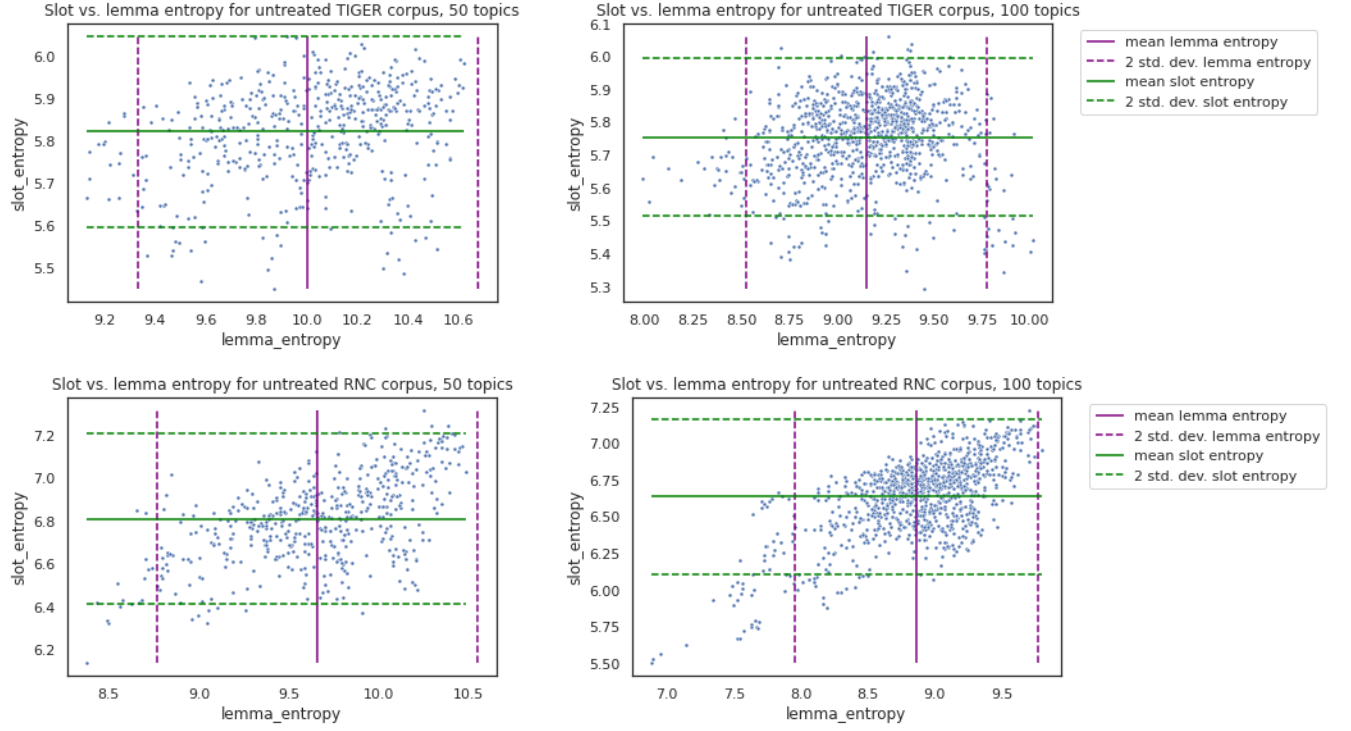 Slot vs. lemma entropy for untreated TIGER corpus, 50 topics
6.0
5.9
5.8
5.7
5.6
5.5
slot_entropy
9.2 9.4 9.6 9.8 10.0 10.2 10.4 10.6
lemma_entropy
Slot vs. lemma entropy for untreated TIGER corpus, 100 topics
6.1
6.0
5.9
5.8
5.7
5.6
5.5
5.4
5.3
slot_entropy
8.00 8.25 8.50 8.75 9.00 9.25 9.50 9.75 10.00
lemma_entropy
mean lemma entropy
2 std. dev. lemma entropy
mean slot entropy
2 std. dev. slot entropy
Slot vs. lemma entropy for untreated RNC corpus, 50 topics
7.2
7.0
6.8
6.6
6.4
6.2
slot_entropy
8.5 9.0 9.5 10.0 10.5
lemma_entropy
Slot vs. lemma entropy for untreated RNC corpus, 100 topics
7.25
7.00
6.75
6.50
6.25
6.00
5.75
5.50
slot_entropy
7.0 7.5 8.0 8.5 9.0 9.5
lemma_entropy
mean lemma entropy
2 std. dev. lemma entropy
mean slot entropy
2 std. dev. slot entropy